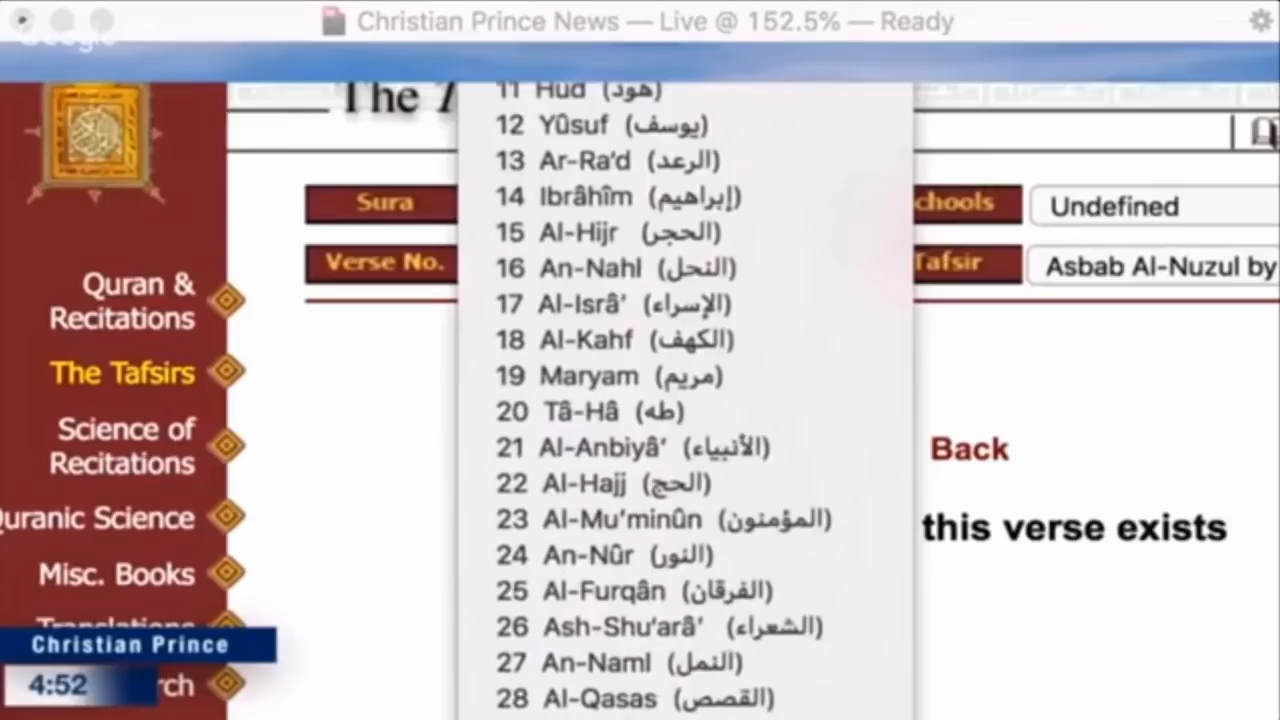 Christian Prince News — Live @ 152.5% — Ready
Google
The
11 Hud (هود)
12 Yûsuf (يوسف)
13 Ar-Ra'd (الرعد)
14 Ibrâhîm (إبراهيم)
15 Al-Hijr (الحجر)
16 An-Nahl (النحل)
17 Al-Isrâ' (الإسراء)
18 Al-Kahf (الكهف)
19 Maryam (مريم)
20 Tâ-Hâ (طه)
21 Al-Anbiyâ' (الأنبياء)
22 Al-Hajj (الحج)
23 Al-Mu'minûn (المؤمنون)
24 An-Nûr (النور)
25 Al-Furqân (الفرقان)
26 Ash-Shu'arâ' (الشعراء)
27 An-Naml (النمل)
28 Al-Qasas (القصص)
Sura
chools
Undefined
Verse No.
Tafsir
Asbab Al-Nuzul by
Back
this verse exists
Quran &
Recitations
The Tafsirs
Science of
Recitations
Quranic Science
Misc. Books
Translations
rch
Christian Prince
4:52